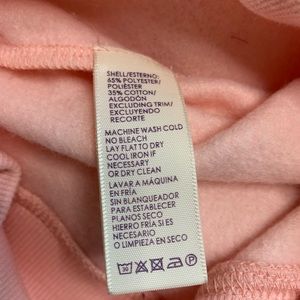 SHELL/ESTERNO:
65% POLYESTER/
POLIÉSTER
35% COTTON/
ALGODÓN
EXCLUDING TRIM/
EXCLUYENDO
RECORTE
MACHINE WASH COLD
NO BLEACH
LAY FLAT TO DRY
COOL IRON IF
NECESSARY
OR DRY CLEAN
LAVAR A MÁQUINA
EN FRÍA
SIN BLANQUEADOR
PARA ESTABLECER
PLANOS SECO
HIERRO FRÍA SI ES
NECESARIO
O LIMPIEZA EN SECO
30
P